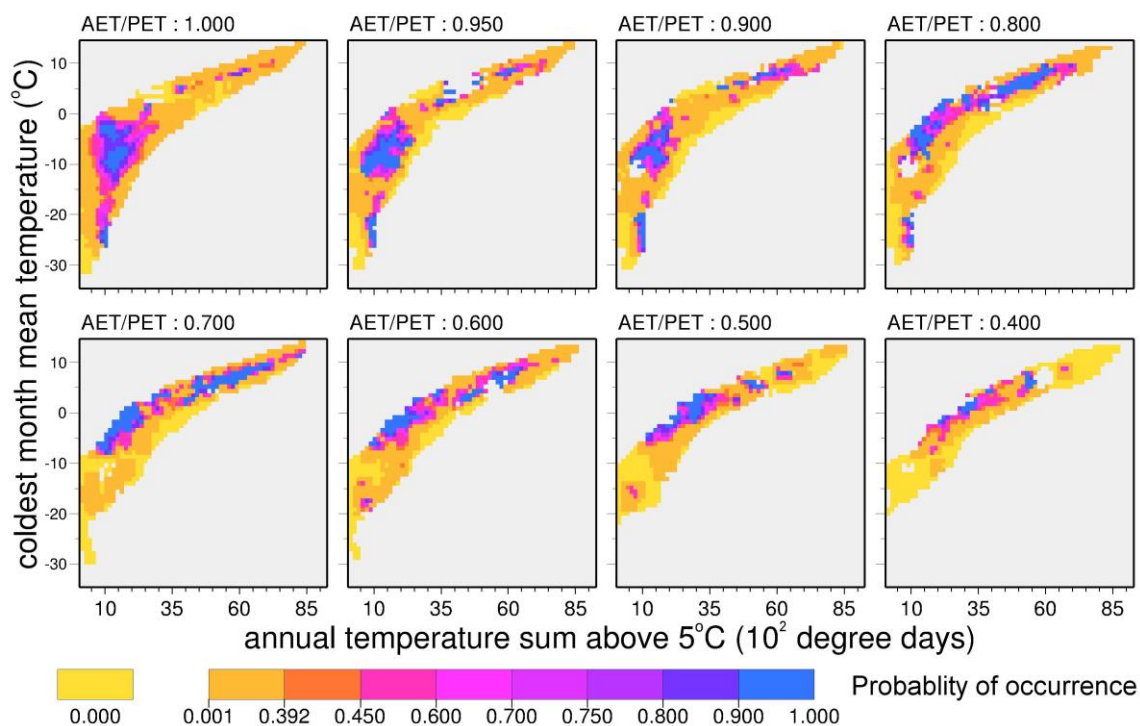 AET/PET : 1.000 AET/PET : 0.950 AET/PET : 0.900 AET/PET : 0.800
10
0
-10
-20
-30
AET/PET : 0.700 AET/PET : 0.600 AET/PET : 0.500 AET/PET : 0.400
10
0
-10
-20
-30
coldest month mean temperature (°C)
10 35 60 85 10 35 60 85 10 35 60 85 10 35 60 85
annual temperature sum above 5°C (10² degree days)
Probablity of occurrence
0.000 0.001 0.392 0.450 0.600 0.700 0.750 0.800 0.900 1.000